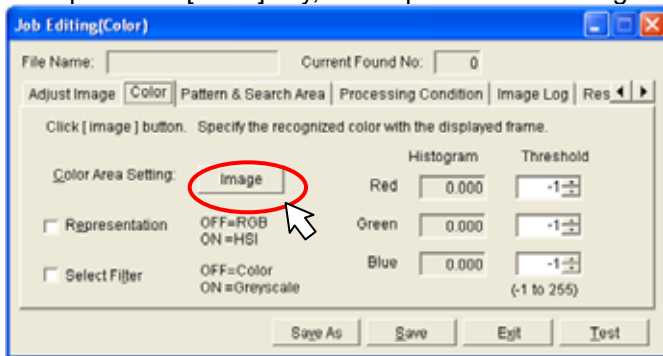 Job Editing(Color)
File Name: Current Found No: 0
Adjust Image Color Pattern & Search Area Processing Condition Image Log Res
Click [ Image ] button. Specify the recognized color with the displayed frame.
Histogram Threshold
Color Area Setting: Image Red 0.000 -1
Representation OFF=RGB Green 0.000 -1
ON =HSI
Blue 0.000 -1
Select Filter OFF=Color
ON =Greyscale (-1 to 255)
Save As Save Exit Test